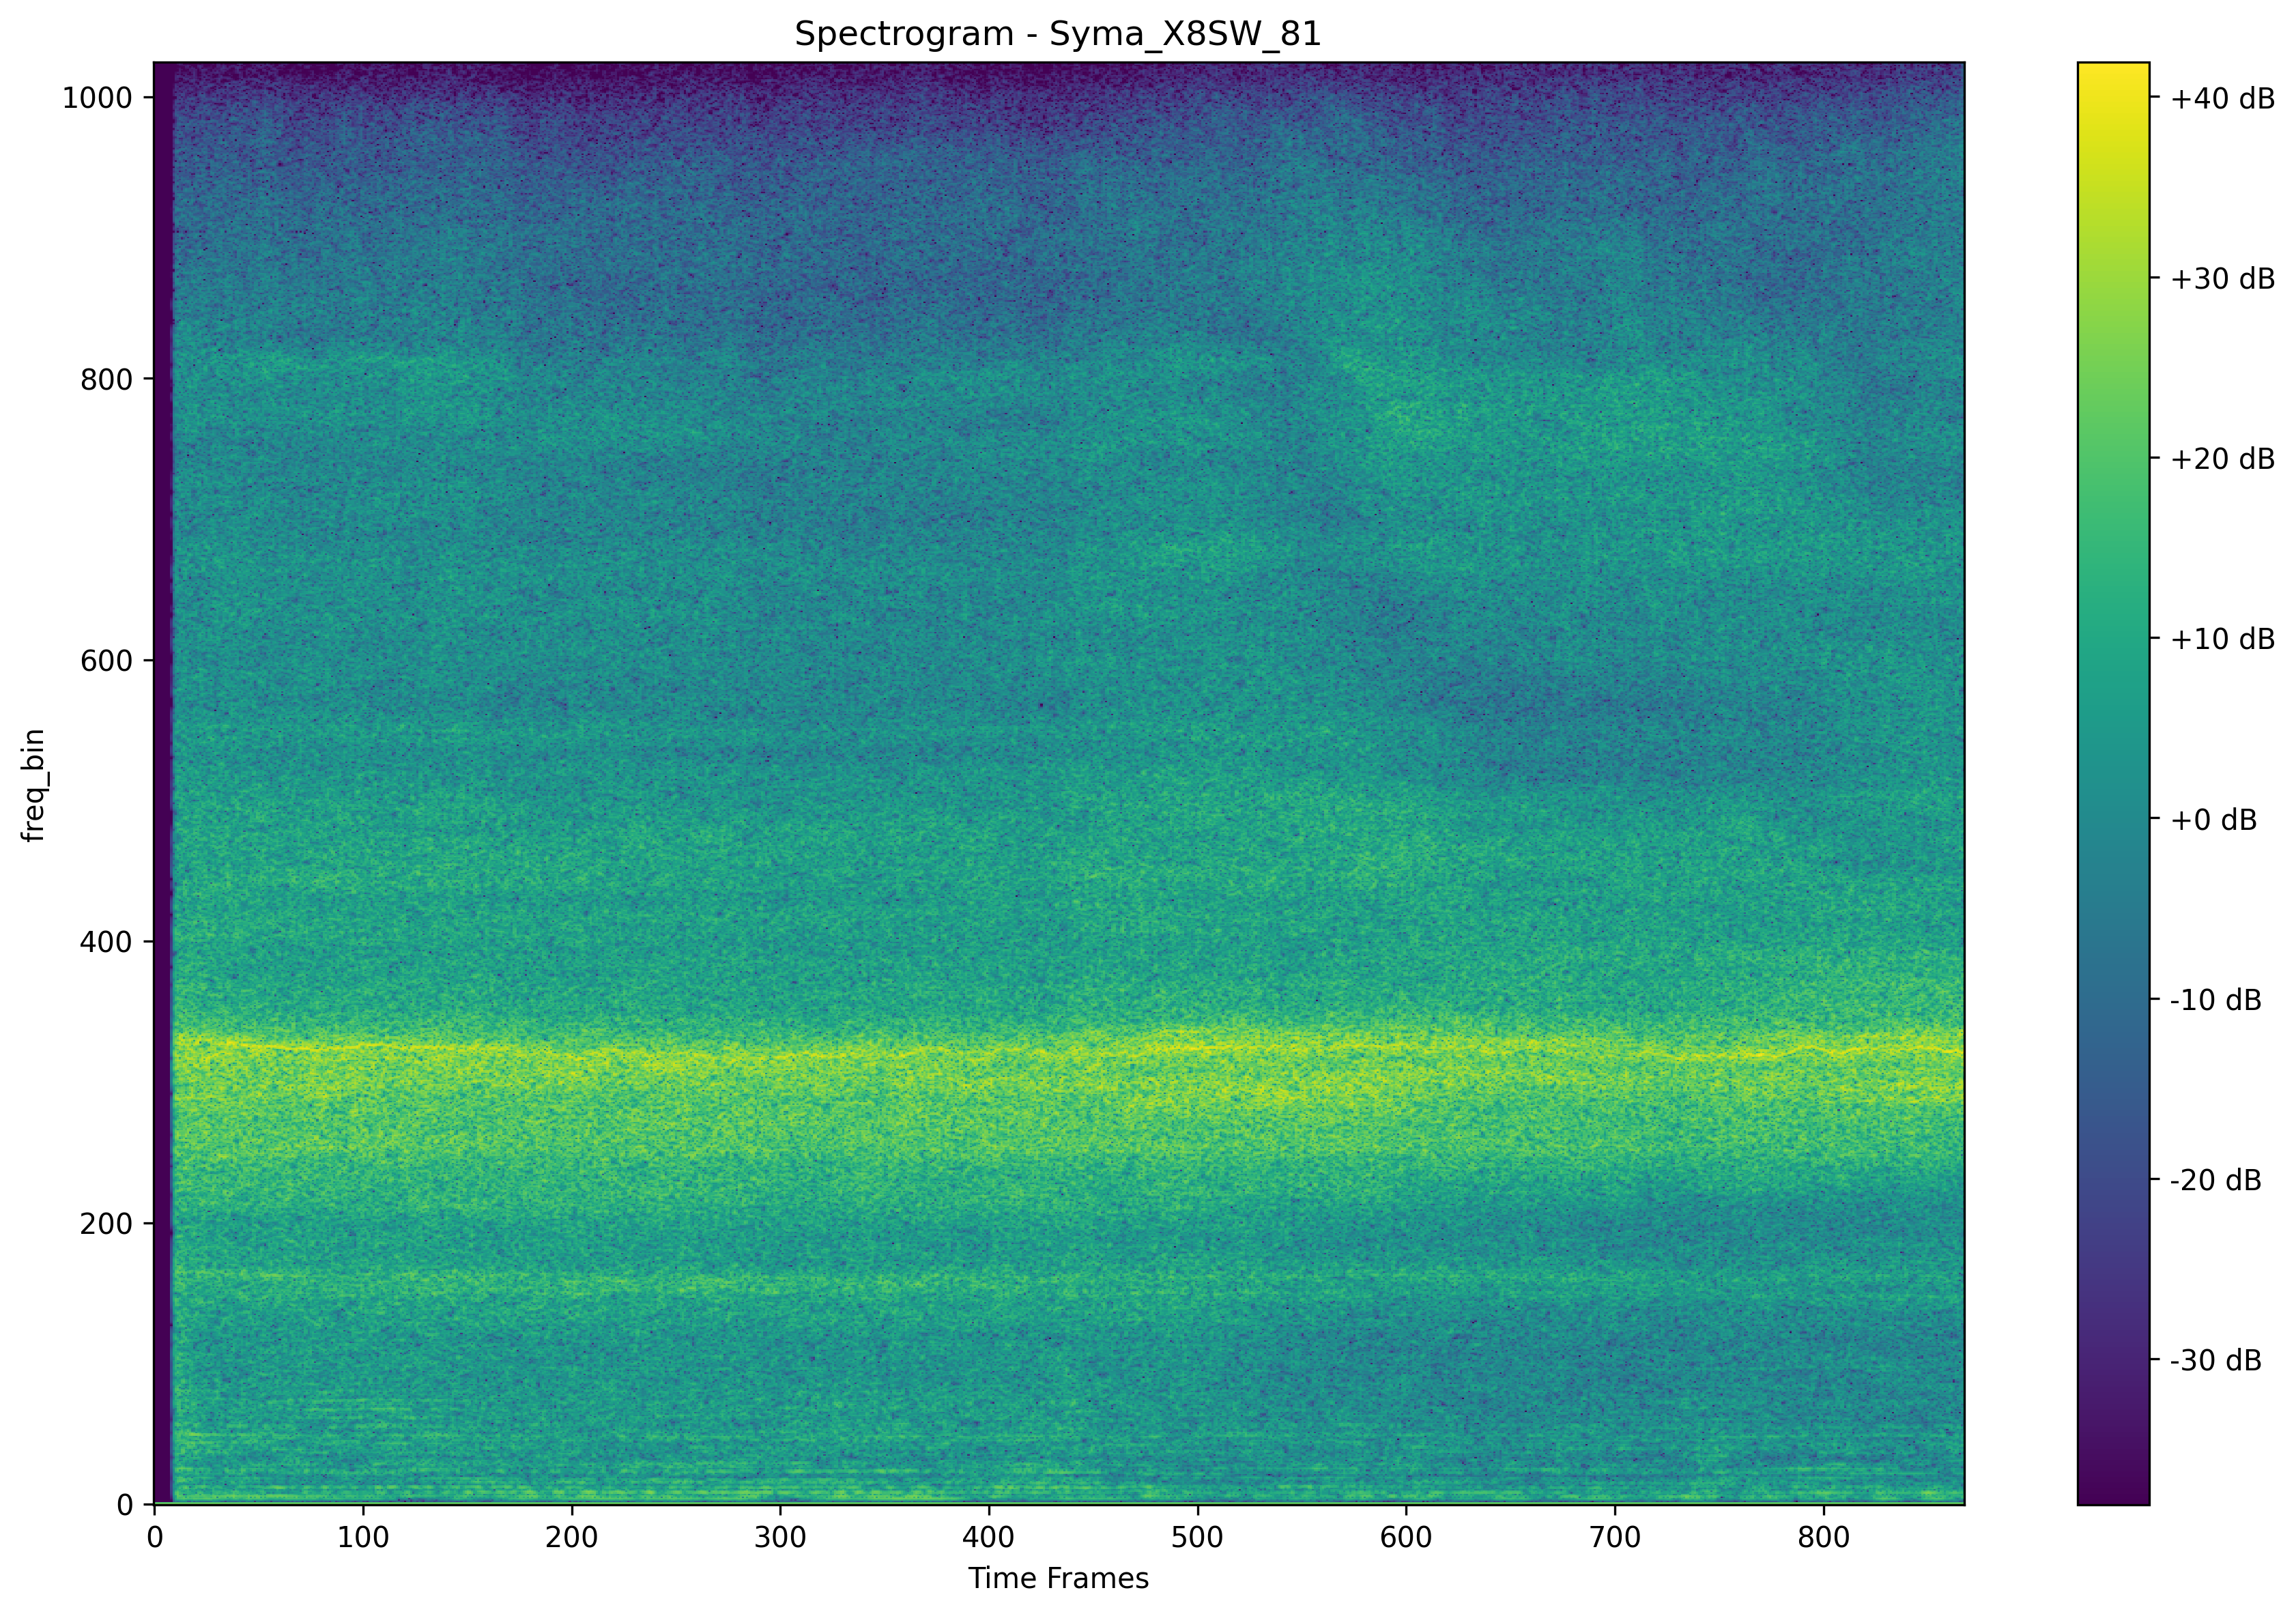 Spectrogram - Syma_X8SW_81
freq_bin
1000
800
600
400
200
0
0 100 200 300 400 500 600 700 800
Time Frames
+40 dB
+30 dB
+20 dB
+10 dB
+0 dB
-10 dB
-20 dB
-30 dB